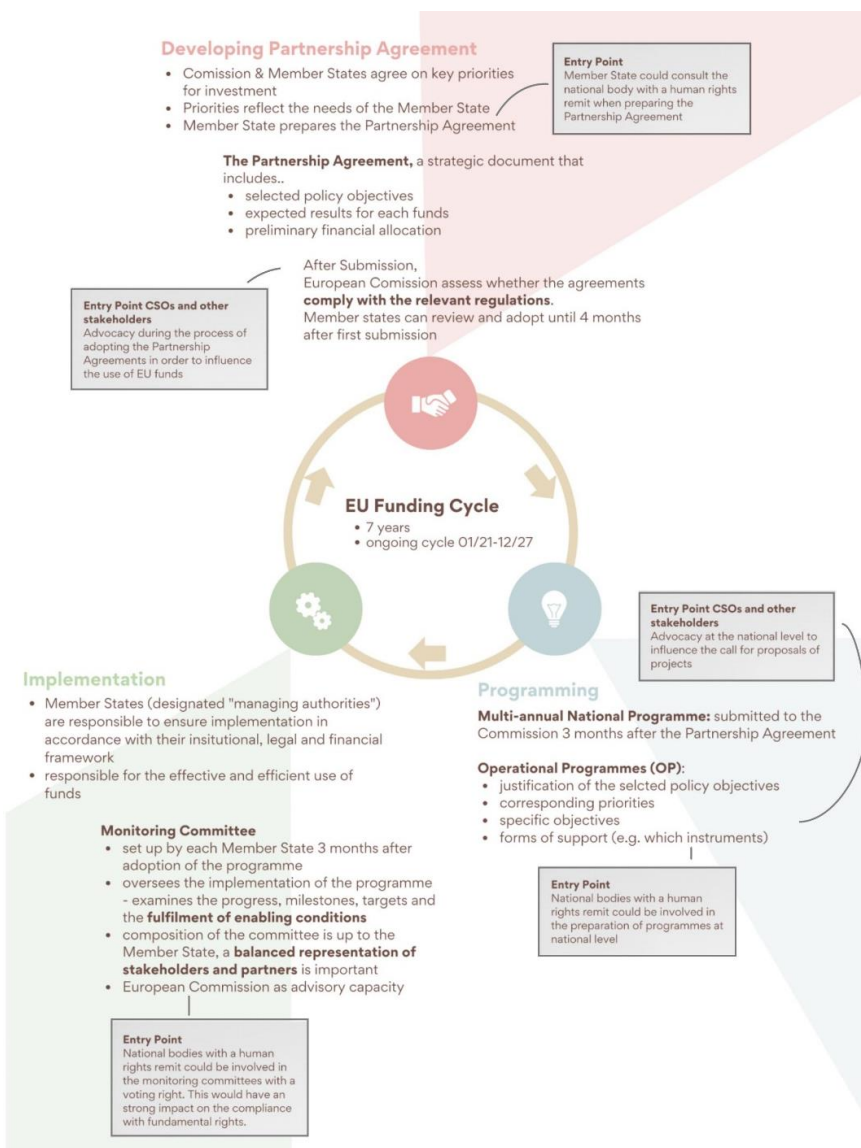 Developing Partnership Agreement
• Comission & Member States agree on key priorities
for investment
• Priorities reflect the needs of the Member State
• Member State prepares the Partnership Agreement
Entry Point
Member State could consult the
national body with a human rights
remit when preparing the
Partnership Agreement
The Partnership Agreement, a strategic document that
includes..
• selected policy objectives
• expected results for each funds
• preliminary financial allocation
After Submission,
European Comission assess whether the agreements
comply with the relevant regulations.
Member states can review and adopt until 4 months
after first submission
Entry Point CSOs and other
stakeholders
Advocacy during the process of
adopting the Partnership
Agreements in order to influence
the use of EU funds
EU Funding Cycle
• 7 years
• ongoing cycle 01/21-12/27
Entry Point CSOs and other
stakeholders
Advocacy at the national level to
influence the call for proposals of
projects
Programming
Multi-annual National Programme: submitted to the
Commission 3 months after the Partnership Agreement
Operational Programmes (OP):
• justification of the selcted policy objectives
• corresponding priorities
• specific objectives
• forms of support (e.g. which instruments)
Entry Point
National bodies with a human
rights remit could be involved in
the preparation of programmes at
national level
Implementation
• Member States (designated "managing authorities")
are responsible to ensure implementation in
accordance with their insitutional, legal and financial
framework
• responsible for the effective and efficient use of
funds
Monitoring Committee
• set up by each Member State 3 months after
adoption of the programme
• oversees the implementation of the programme
- examines the progress, milestones, targets and
the fulfilment of enabling conditions
• composition of the committee is up to the
Member State, a balanced representation of
stakeholders and partners is important
• European Commission as advisory capacity
Entry Point
National bodies with a human
rights remit could be involved in
the monitoring committees with a
voting right. This would have an
strong impact on the compliance
with fundamental rights.